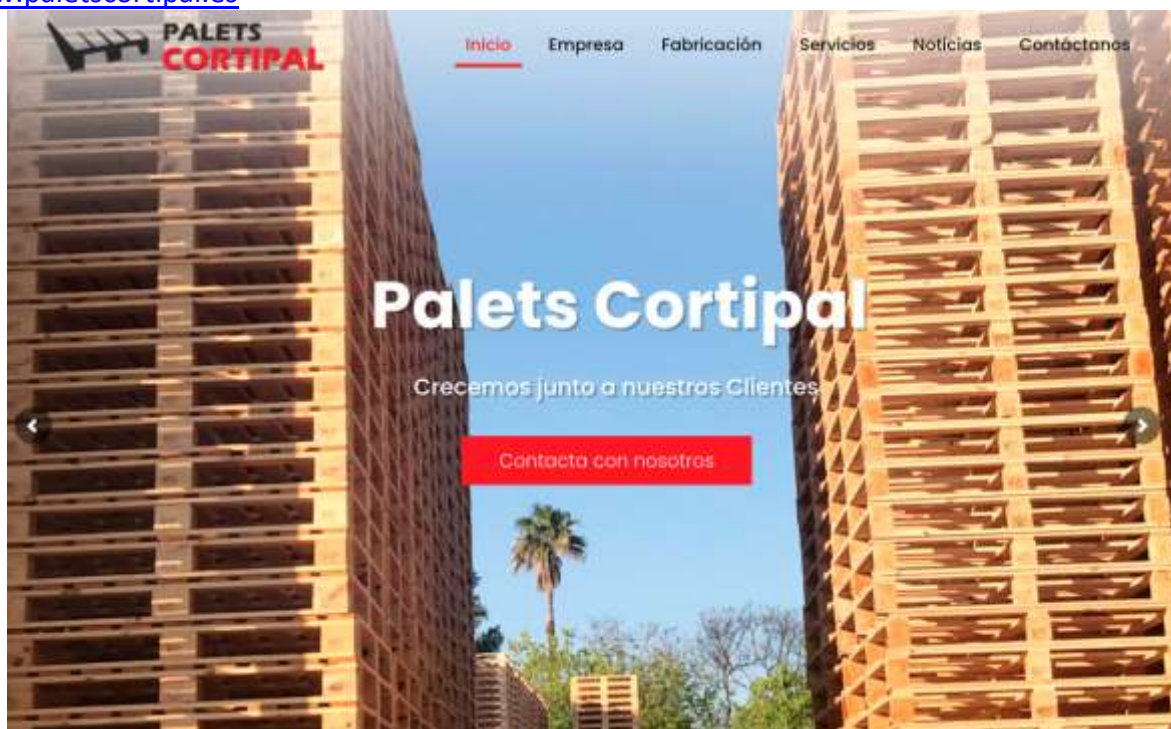 PALETS
CORTIPAL
Inicio Empresa Fabricación Servicios Noticias Contáctanos
Palets Cortipal
Crecemos junto a nuestros Clientes
Contacta con nosotros